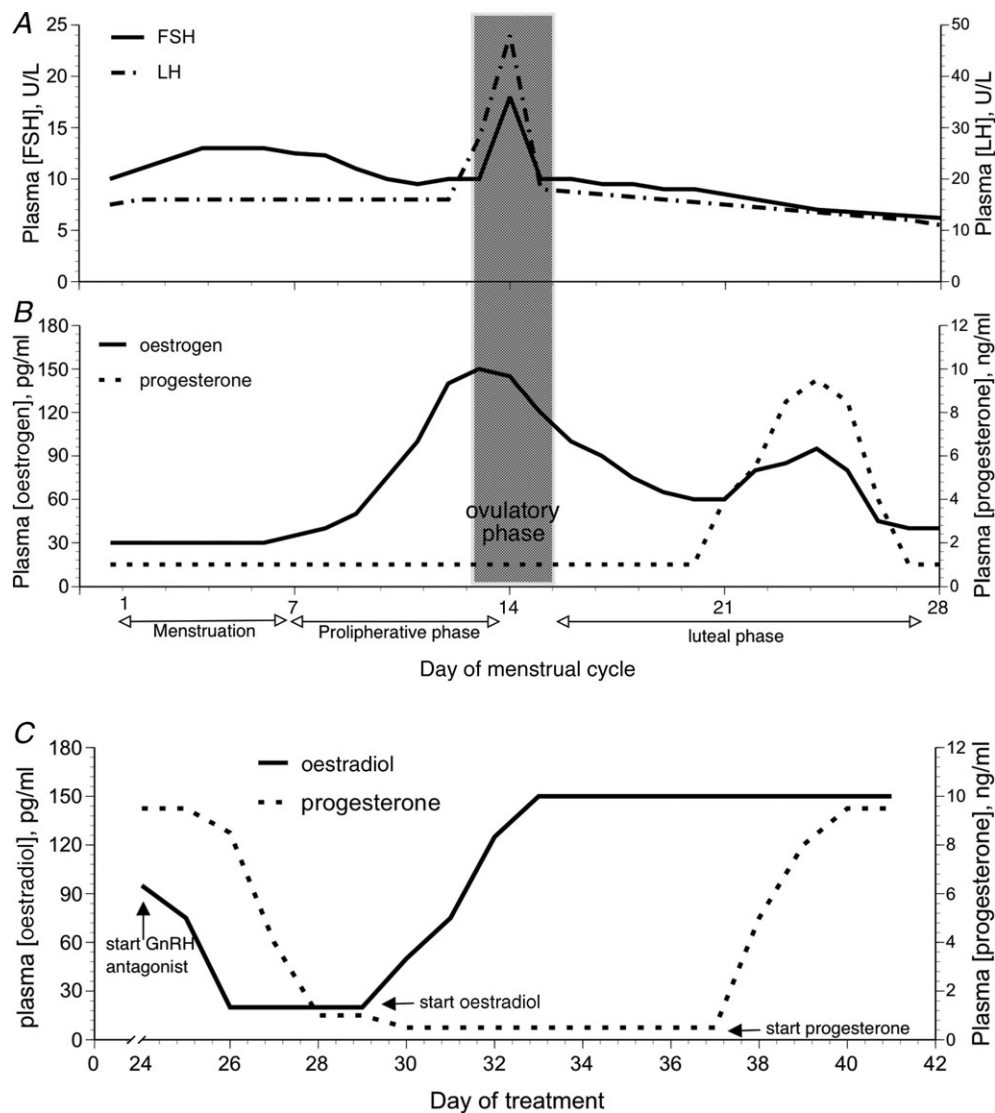 A
25
20
15
10
5
0
Plasma [FSH], U/L
FSH
LH
50
40
30
20
10
0
Plasma [LH], U/L
B
180
150
120
90
60
30
0
Plasma [oestrogen], pg/ml
oestrogen
progesterone
ovulatory
phase
12
10
8
6
4
2
0
Plasma [progesterone], ng/ml
1 7 14 21 28
Menstruation Prolipherative phase luteal phase
Day of menstrual cycle
C
180
150
120
90
60
30
0
plasma [oestradiol], pg/ml
oestradiol
progesterone
start GnRH
antagonist
start oestradiol
start progesterone
12
10
8
6
4
2
0
Plasma [progesterone], ng/ml
0 24 26 28 30 32 34 36 38 40 42
Day of treatment